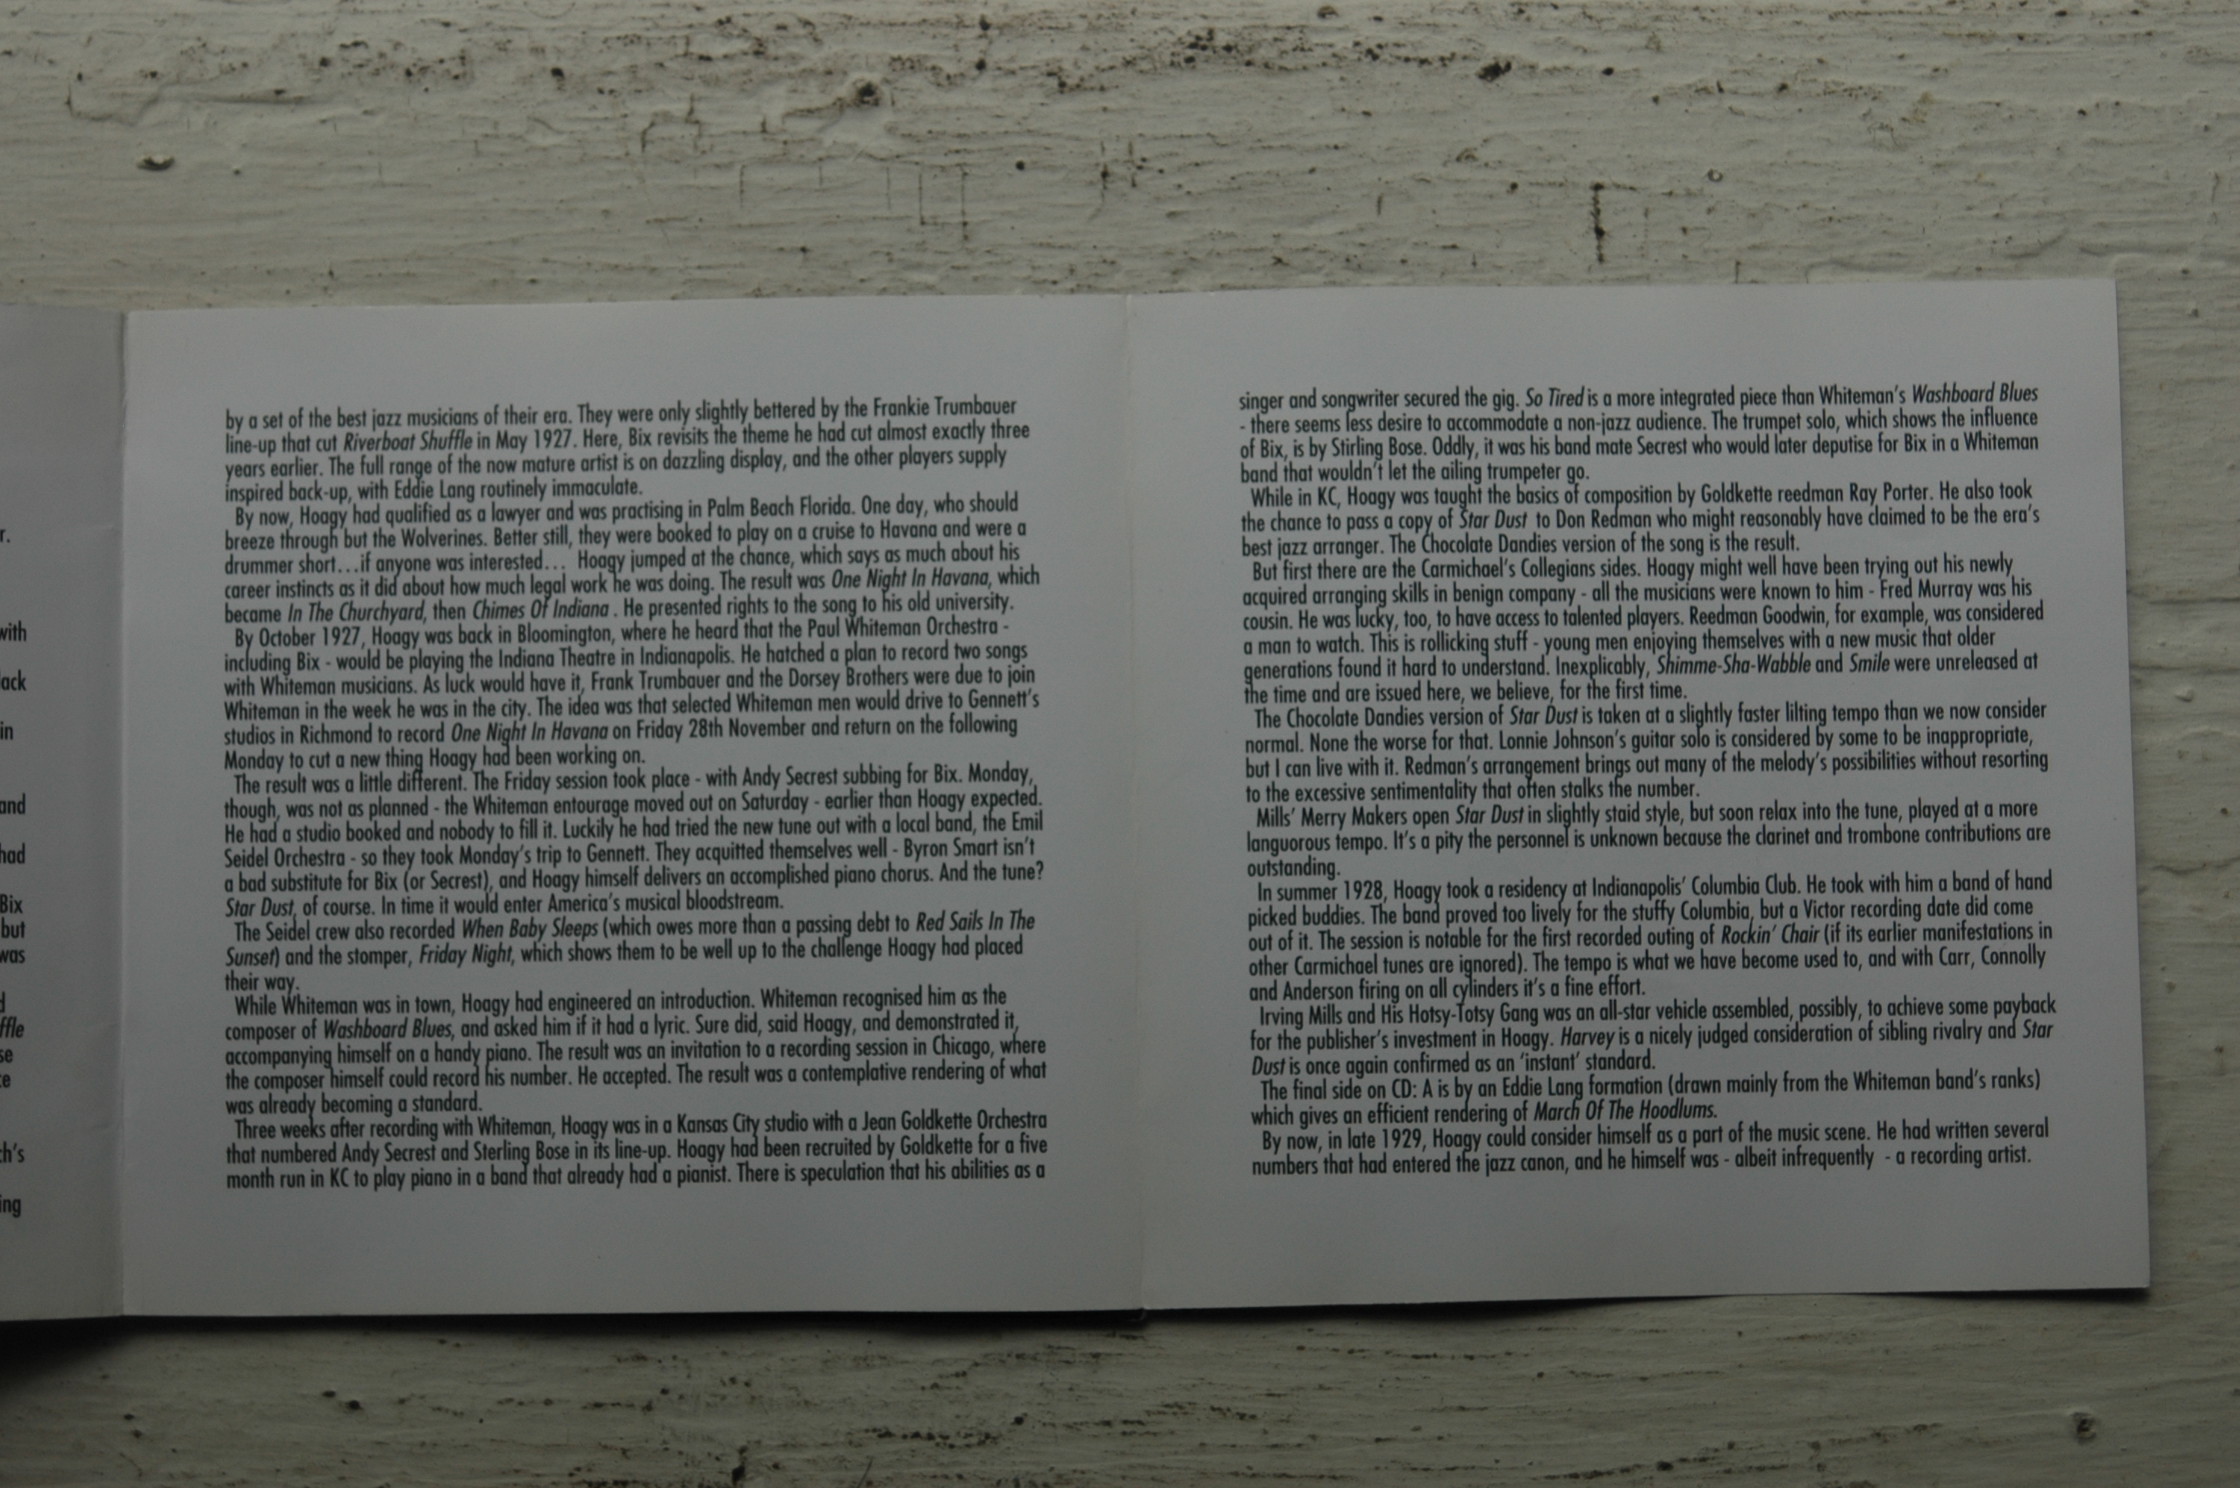 r.
with
ack
in
and
had
Bix
but
was
ffle
se
e
h's
ing
by a set of the best jazz musicians of their era. They were only slightly bettered by the Frankie Trumbauer
line-up that cut Riverboat Shuffle in May 1927. Here, Bix revisits the theme he had cut almost exactly three
years earlier. The full range of the now mature artist is on dazzling display, and the other players supply
inspired back-up, with Eddie Lang routinely immaculate.
By now, Hoagy had qualified as a lawyer and was practising in Palm Beach Florida. One day, who should
breeze through but the Wolverines. Better still, they were booked to play on a cruise to Havana and were a
drummer short…if anyone was interested… Hoagy jumped at the chance, which says as much about his
career instincts as it did about how much legal work he was doing. The result was One Night In Havana, which
became In The Churchyard, then Chimes Of Indiana . He presented rights to the song to his old university.
By October 1927, Hoagy was back in Bloomington, where he heard that the Paul Whiteman Orchestra -
including Bix - would be playing the Indiana Theatre in Indianapolis. He hatched a plan to record two songs
with Whiteman musicians. As luck would have it, Frank Trumbauer and the Dorsey Brothers were due to join
Whiteman in the week he was in the city. The idea was that selected Whiteman men would drive to Gennett's
studios in Richmond to record One Night In Havana on Friday 28th November and return on the following
Monday to cut a new thing Hoagy had been working on.
The result was a little different. The Friday session took place - with Andy Secrest subbing for Bix. Monday,
though, was not as planned - the Whiteman entourage moved out on Saturday - earlier than Hoagy expected.
He had a studio booked and nobody to fill it. Luckily he had tried the new tune out with a local band, the Emil
Seidel Orchestra - so they took Monday's trip to Gennett. They acquitted themselves well - Byron Smart isn't
a bad substitute for Bix (or Secrest), and Hoagy himself delivers an accomplished piano chorus. And the tune?
Star Dust, of course. In time it would enter America's musical bloodstream.
The Seidel crew also recorded When Baby Sleeps (which owes more than a passing debt to Red Sails In The
Sunset) and the stomper, Friday Night, which shows them to be well up to the challenge Hoagy had placed
their way.
While Whiteman was in town, Hoagy had engineered an introduction. Whiteman recognised him as the
composer of Washboard Blues, and asked him if it had a lyric. Sure did, said Hoagy, and demonstrated it,
accompanying himself on a handy piano. The result was an invitation to a recording session in Chicago, where
the composer himself could record his number. He accepted. The result was a contemplative rendering of what
was already becoming a standard.
Three weeks after recording with Whiteman, Hoagy was in a Kansas City studio with a Jean Goldkette Orchestra
that numbered Andy Secrest and Sterling Bose in its line-up. Hoagy had been recruited by Goldkette for a five
month run in KC to play piano in a band that already had a pianist. There is speculation that his abilities as a
singer and songwriter secured the gig. So Tired is a more integrated piece than Whiteman's Washboard Blues
- there seems less desire to accommodate a non-jazz audience. The trumpet solo, which shows the influence
of Bix, is by Stirling Bose. Oddly, it was his band mate Secrest who would later deputise for Bix in a Whiteman
band that wouldn't let the ailing trumpeter go.
While in KC, Hoagy was taught the basics of composition by Goldkette reedman Ray Porter. He also took
the chance to pass a copy of Star Dust to Don Redman who might reasonably have claimed to be the era's
best jazz arranger. The Chocolate Dandies version of the song is the result.
But first there are the Carmichael's Collegians sides. Hoagy might well have been trying out his newly
acquired arranging skills in benign company - all the musicians were known to him - Fred Murray was his
cousin. He was lucky, too, to have access to talented players. Reedman Goodwin, for example, was considered
a man to watch. This is rollicking stuff - young men enjoying themselves with a new music that older
generations found it hard to understand. Inexplicably, Shimme-Sha-Wabble and Smile were unreleased at
the time and are issued here, we believe, for the first time.
The Chocolate Dandies version of Star Dust is taken at a slightly faster lilting tempo than we now consider
normal. None the worse for that. Lonnie Johnson's guitar solo is considered by some to be inappropriate,
but I can live with it. Redman's arrangement brings out many of the melody's possibilities without resorting
to the excessive sentimentality that often stalks the number.
Mills' Merry Makers open Star Dust in slightly staid style, but soon relax into the tune, played at a more
languorous tempo. It's a pity the personnel is unknown because the clarinet and trombone contributions are
outstanding.
In summer 1928, Hoagy took a residency at Indianapolis' Columbia Club. He took with him a band of hand
picked buddies. The band proved too lively for the stuffy Columbia, but a Victor recording date did come
out of it. The session is notable for the first recorded outing of Rockin' Chair (if its earlier manifestations in
other Carmichael tunes are ignored). The tempo is what we have become used to, and with Carr, Connolly
and Anderson firing on all cylinders it's a fine effort.
Irving Mills and His Hotsy-Totsy Gang was an all-star vehicle assembled, possibly, to achieve some payback
for the publisher's investment in Hoagy. Harvey is a nicely judged consideration of sibling rivalry and Star
Dust is once again confirmed as an 'instant' standard.
The final side on CD: A is by an Eddie Lang formation (drawn mainly from the Whiteman band's ranks)
which gives an efficient rendering of March Of The Hoodlums.
By now, in late 1929, Hoagy could consider himself as a part of the music scene. He had written several
numbers that had entered the jazz canon, and he himself was - albeit infrequently - a recording artist.